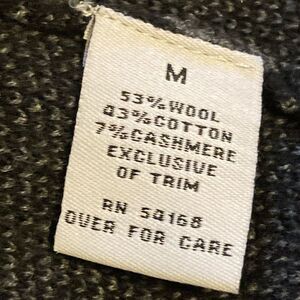 M
53%WOOL
43%COTTON
7%CASHMERE
EXCLUSIVE
OF TRIM
RN 54168
OVER FOR CARE